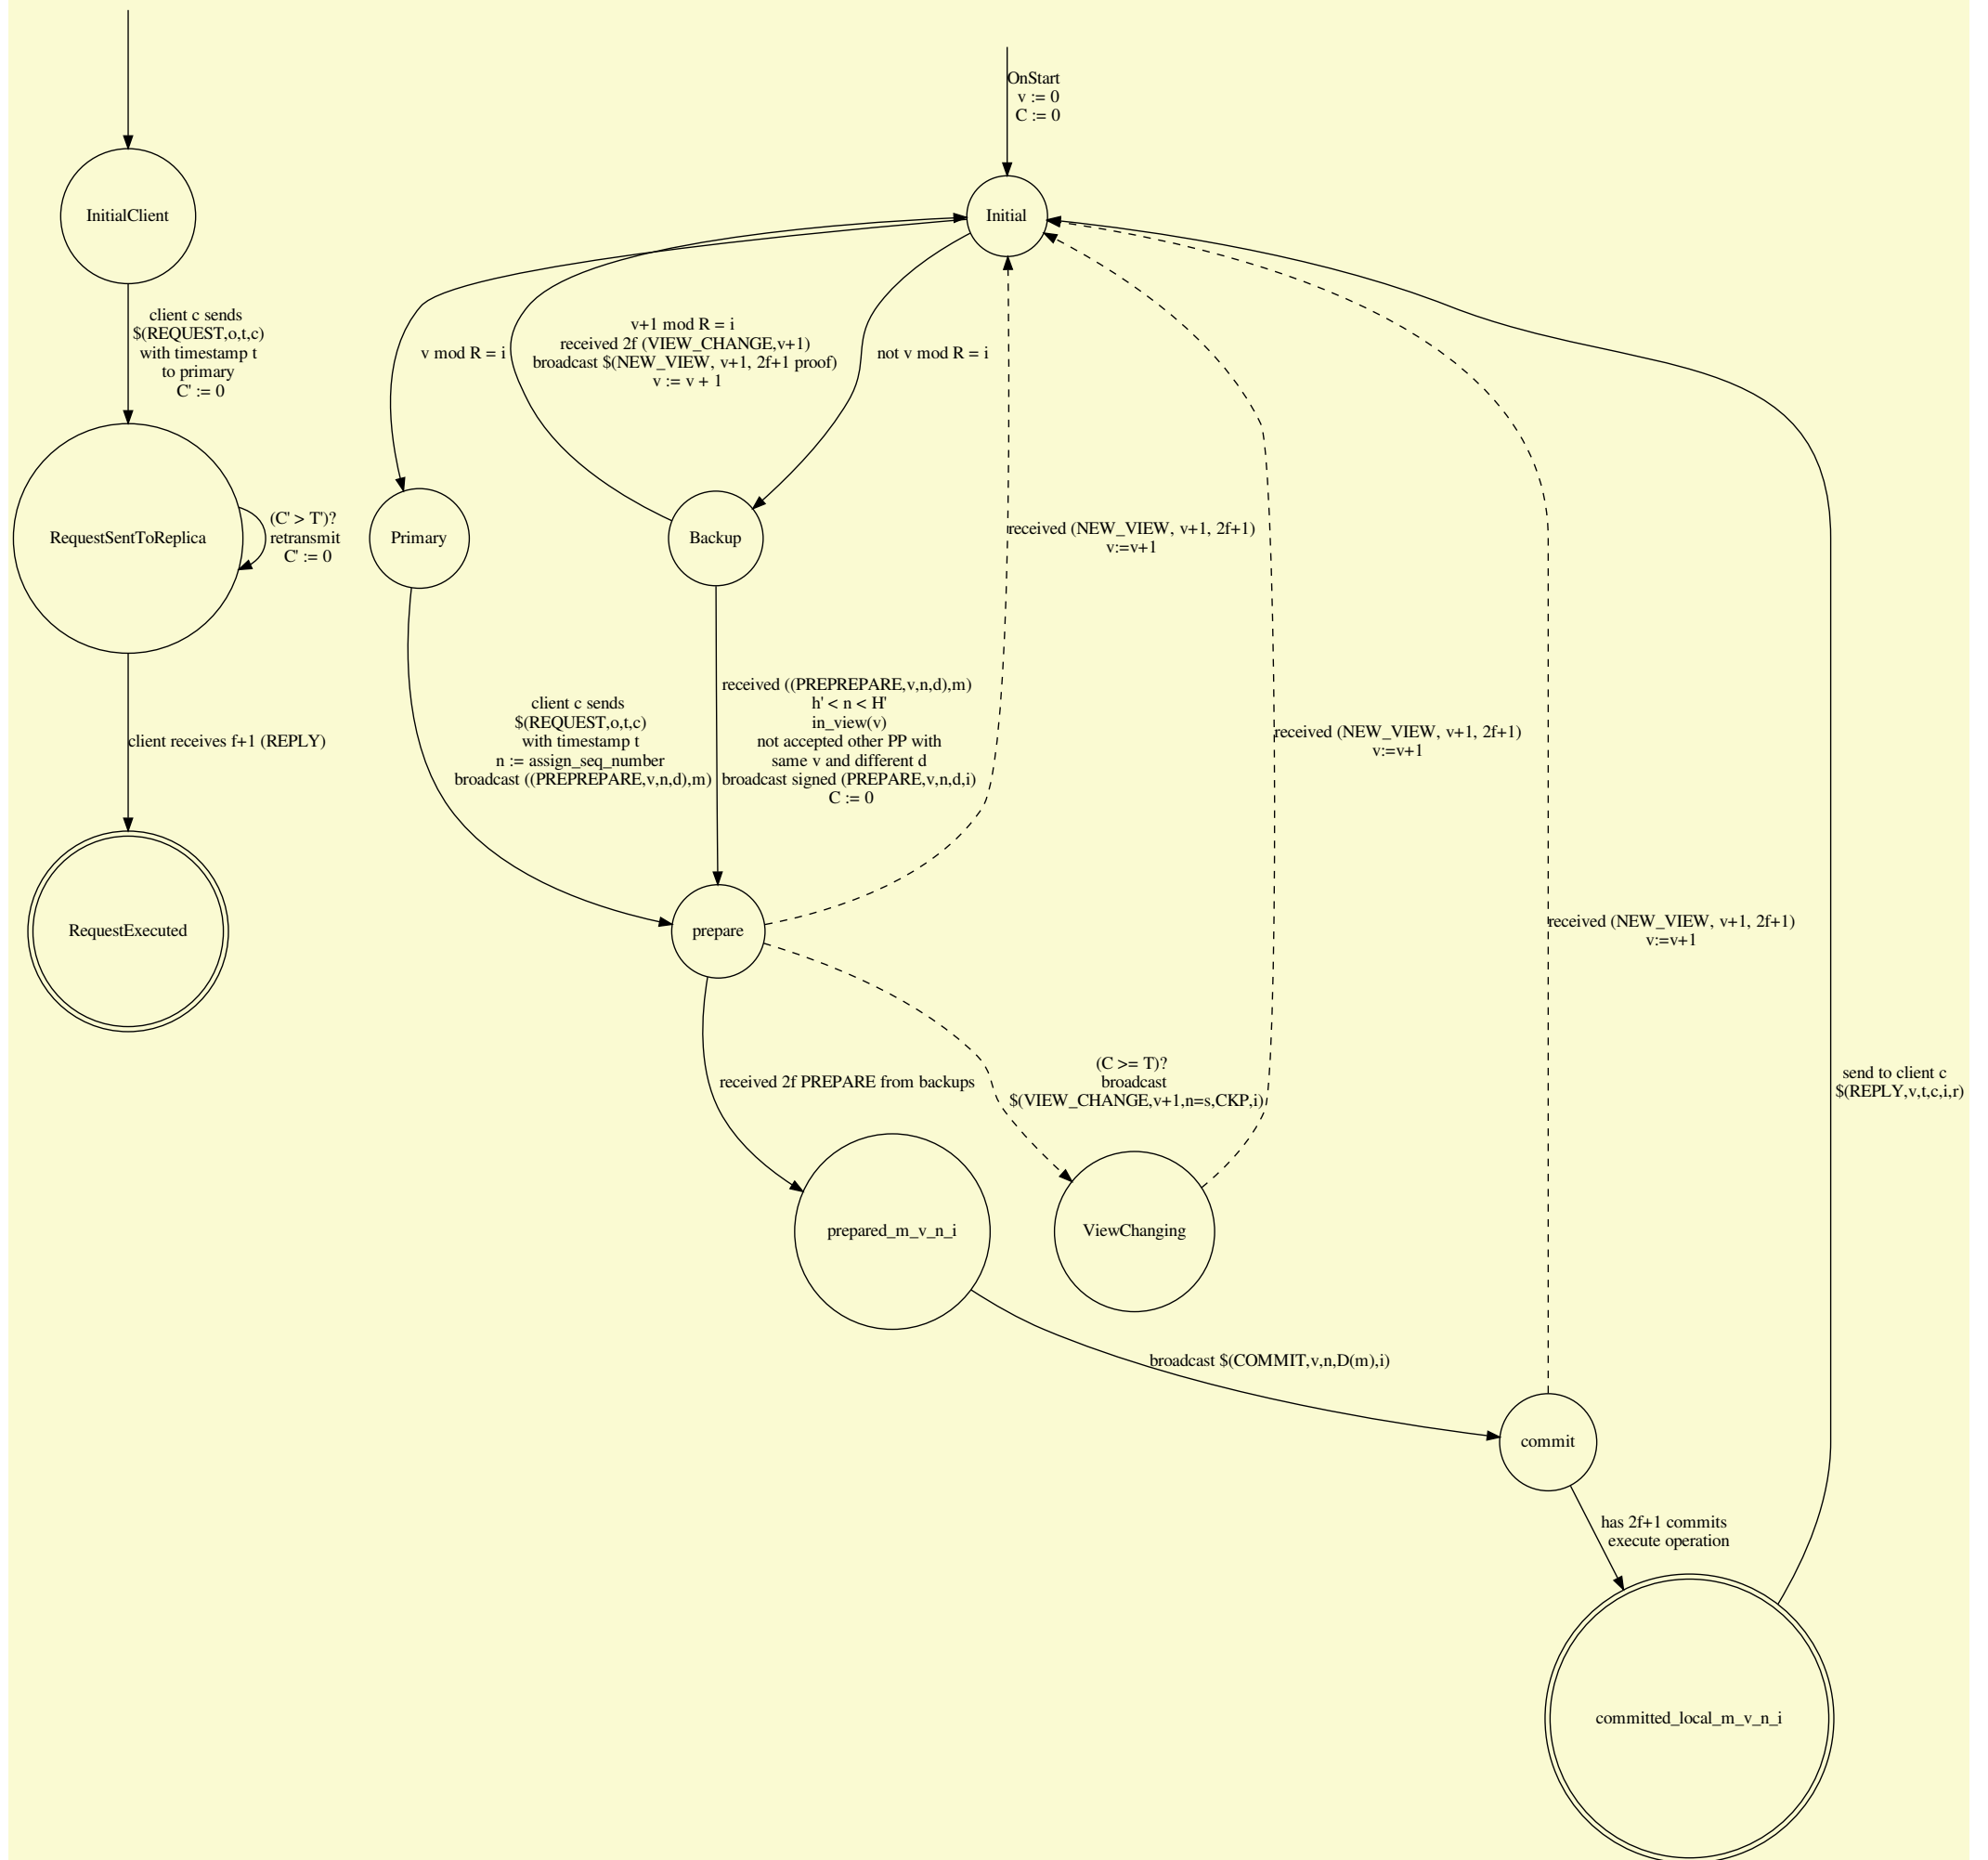 OnStart
v := 0
C := 0
InitialClient
Initial
client c sends
$(REQUEST,o,t,c)
with timestamp t
to primary
C' := 0
v mod R = i
v+1 mod R = i
received 2f (VIEW_CHANGE,v+1)
broadcast $(NEW_VIEW, v+1, 2f+1 proof)
v := v + 1
not v mod R = i
RequestSentToReplica
(C' > T')?
retransmit
C' := 0
Primary
Backup
received (NEW_VIEW, v+1, 2f+1)
v:=v+1
client receives f+1 (REPLY)
client c sends
$(REQUEST,o,t,c)
with timestamp t
n := assign_seq_number
broadcast ((PREPREPARE,v,n,d),m)
received ((PREPREPARE,v,n,d),m)
h' < n < H'
in_view(v)
not accepted other PP with
same v and different d
broadcast signed (PREPARE,v,n,d,i)
C := 0
received (NEW_VIEW, v+1, 2f+1)
v:=v+1
RequestExecuted
prepare
received (NEW_VIEW, v+1, 2f+1)
v:=v+1
received 2f PREPARE from backups
(C >= T)?
broadcast
$(VIEW_CHANGE,v+1,n=s,CKP,i)
send to client c
$(REPLY,v,t,c,i,r)
prepared_m_v_n_i
ViewChanging
broadcast $(COMMIT,v,n,D(m),i)
commit
has 2f+1 commits
execute operation
committed_local_m_v_n_i